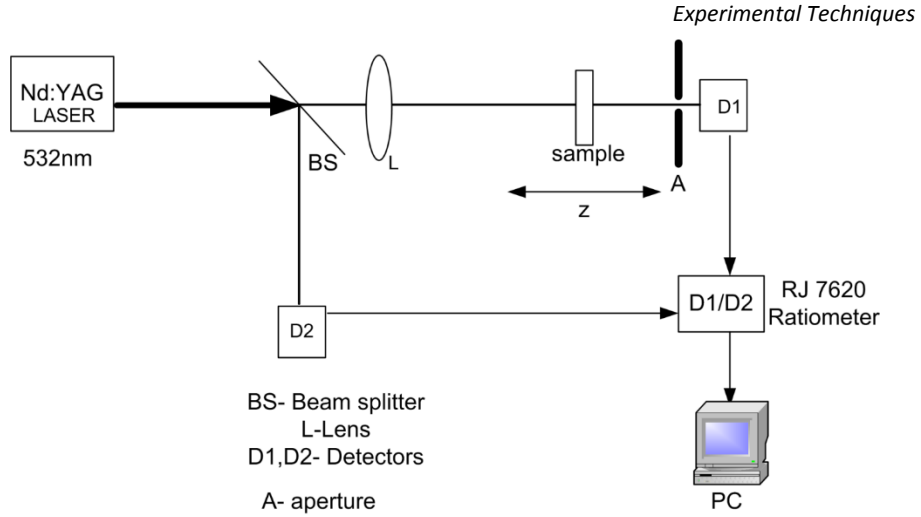 Experimental Techniques
Nd:YAG
LASER
532nm
BS
L
sample
z
A
D1
D2
D1/D2
RJ 7620
Ratiometer
PC
BS- Beam splitter
L-Lens
D1,D2- Detectors
A- aperture